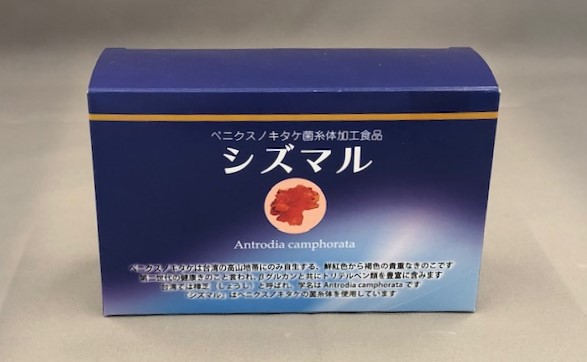 ベニクスノキタケ菌糸体加工食品
シズマル
Antrodia camphorata
ベニクスノキタケは台湾の高山地帯にのみ自生する、鮮紅色から褐色の貴重なきのこです
第三世代の健康きのこと言われ、βグルカンと共にトリテルペン類を豊富に含みます
台湾では樟芝（しょうし）と呼ばれ、学名は Antrodia camphorata です
シズマル」はベニクスノキタケの菌糸体を使用しています